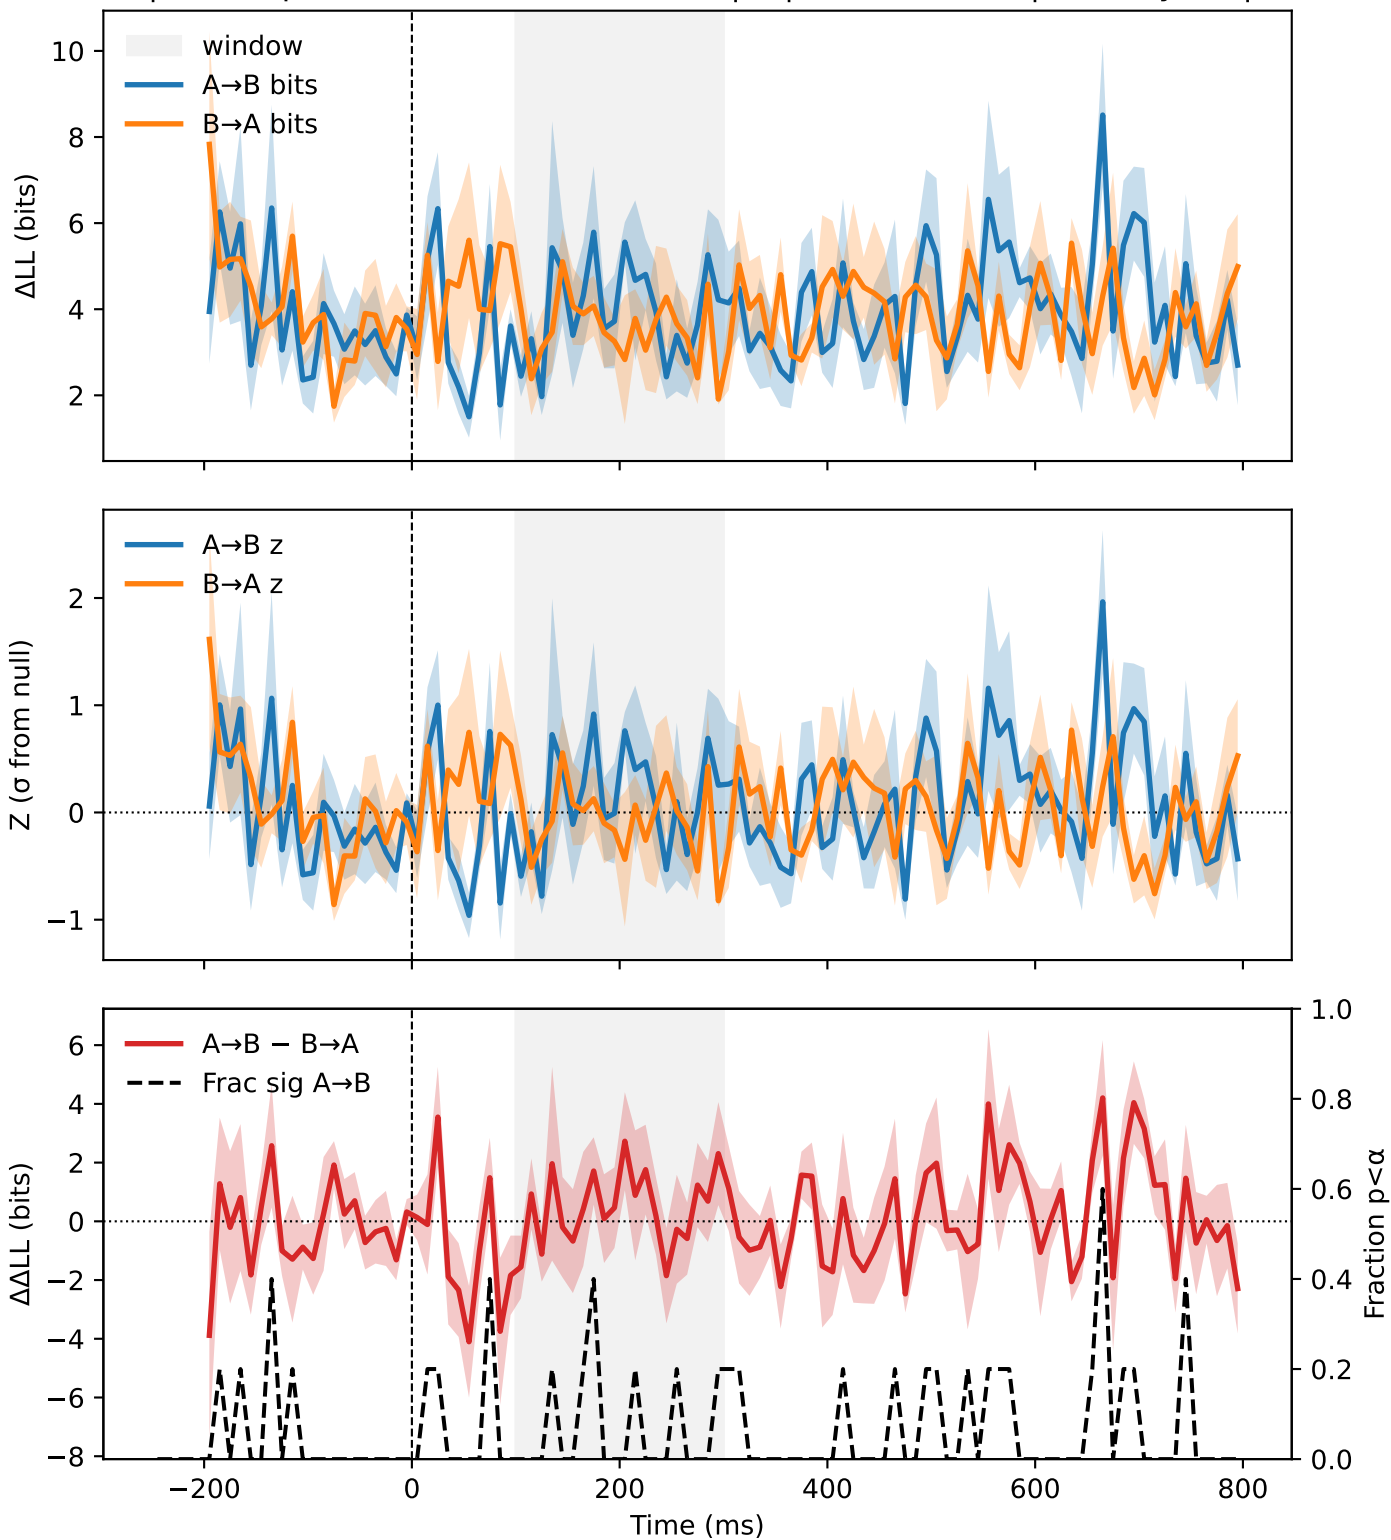 10
8
6
4
2
ΔLL (bits)
window
A→B bits
B→A bits
2
1
0
−1
Z (σ from null)
A→B z
B→A z
6
4
2
0
−2
−4
−6
−8
ΔΔLL (bits)
A→B − B→A
Frac sig A→B
1.0
0.8
0.6
0.4
0.2
0.0
Fraction p<α
−200 0 200 400 600 800
Time (ms)